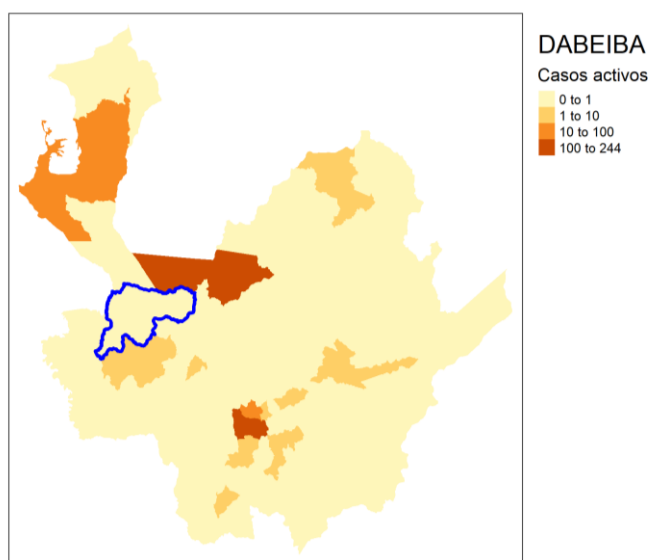 DABEIBA
Casos activos
0 to 1
1 to 10
10 to 100
100 to 244